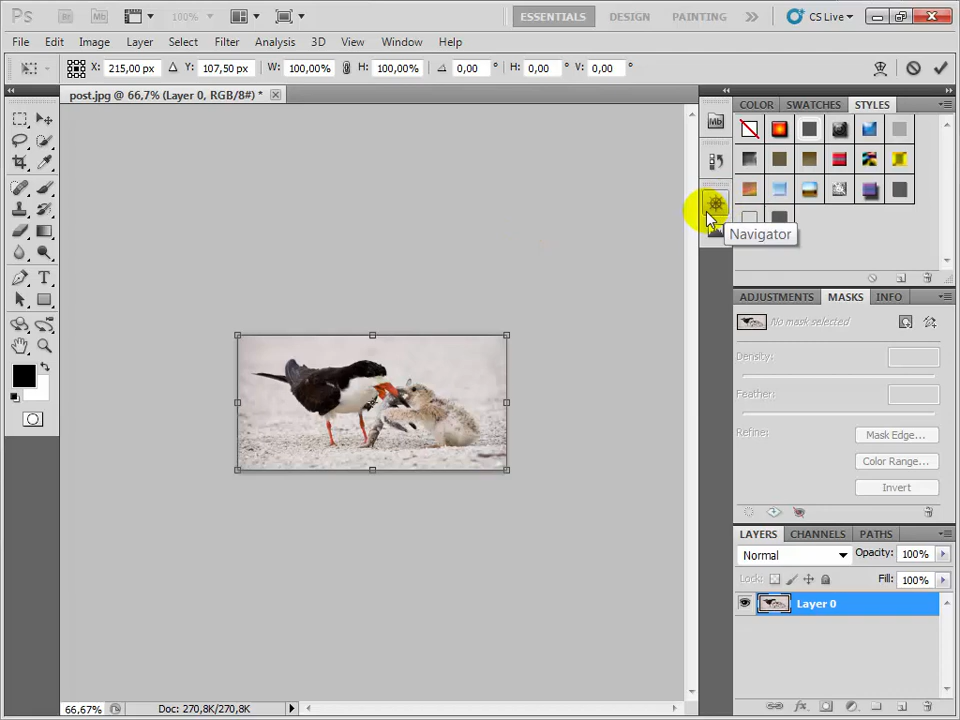 Ps Br Mb 100% ESSENTIALS DESIGN PAINTING CS Live
File Edit Image Layer Select Filter Analysis 3D View Window Help
X: 215,00 px Y: 107,50 px W: 100,00% H: 100,00% 0,00 ° H: 0,00 ° V: 0,00 °
post.jpg @ 66,7% (Layer 0, RGB/8#) *
COLOR SWATCHES STYLES
Mb
Navigator
ADJUSTMENTS MASKS INFO
No mask selected
Density:
Feather:
Refine: Mask Edge...
Color Range...
Invert
LAYERS CHANNELS PATHS
Normal Opacity: 100%
Lock: Fill: 100%
Layer 0
66,67% Doc: 270,8K/270,8K